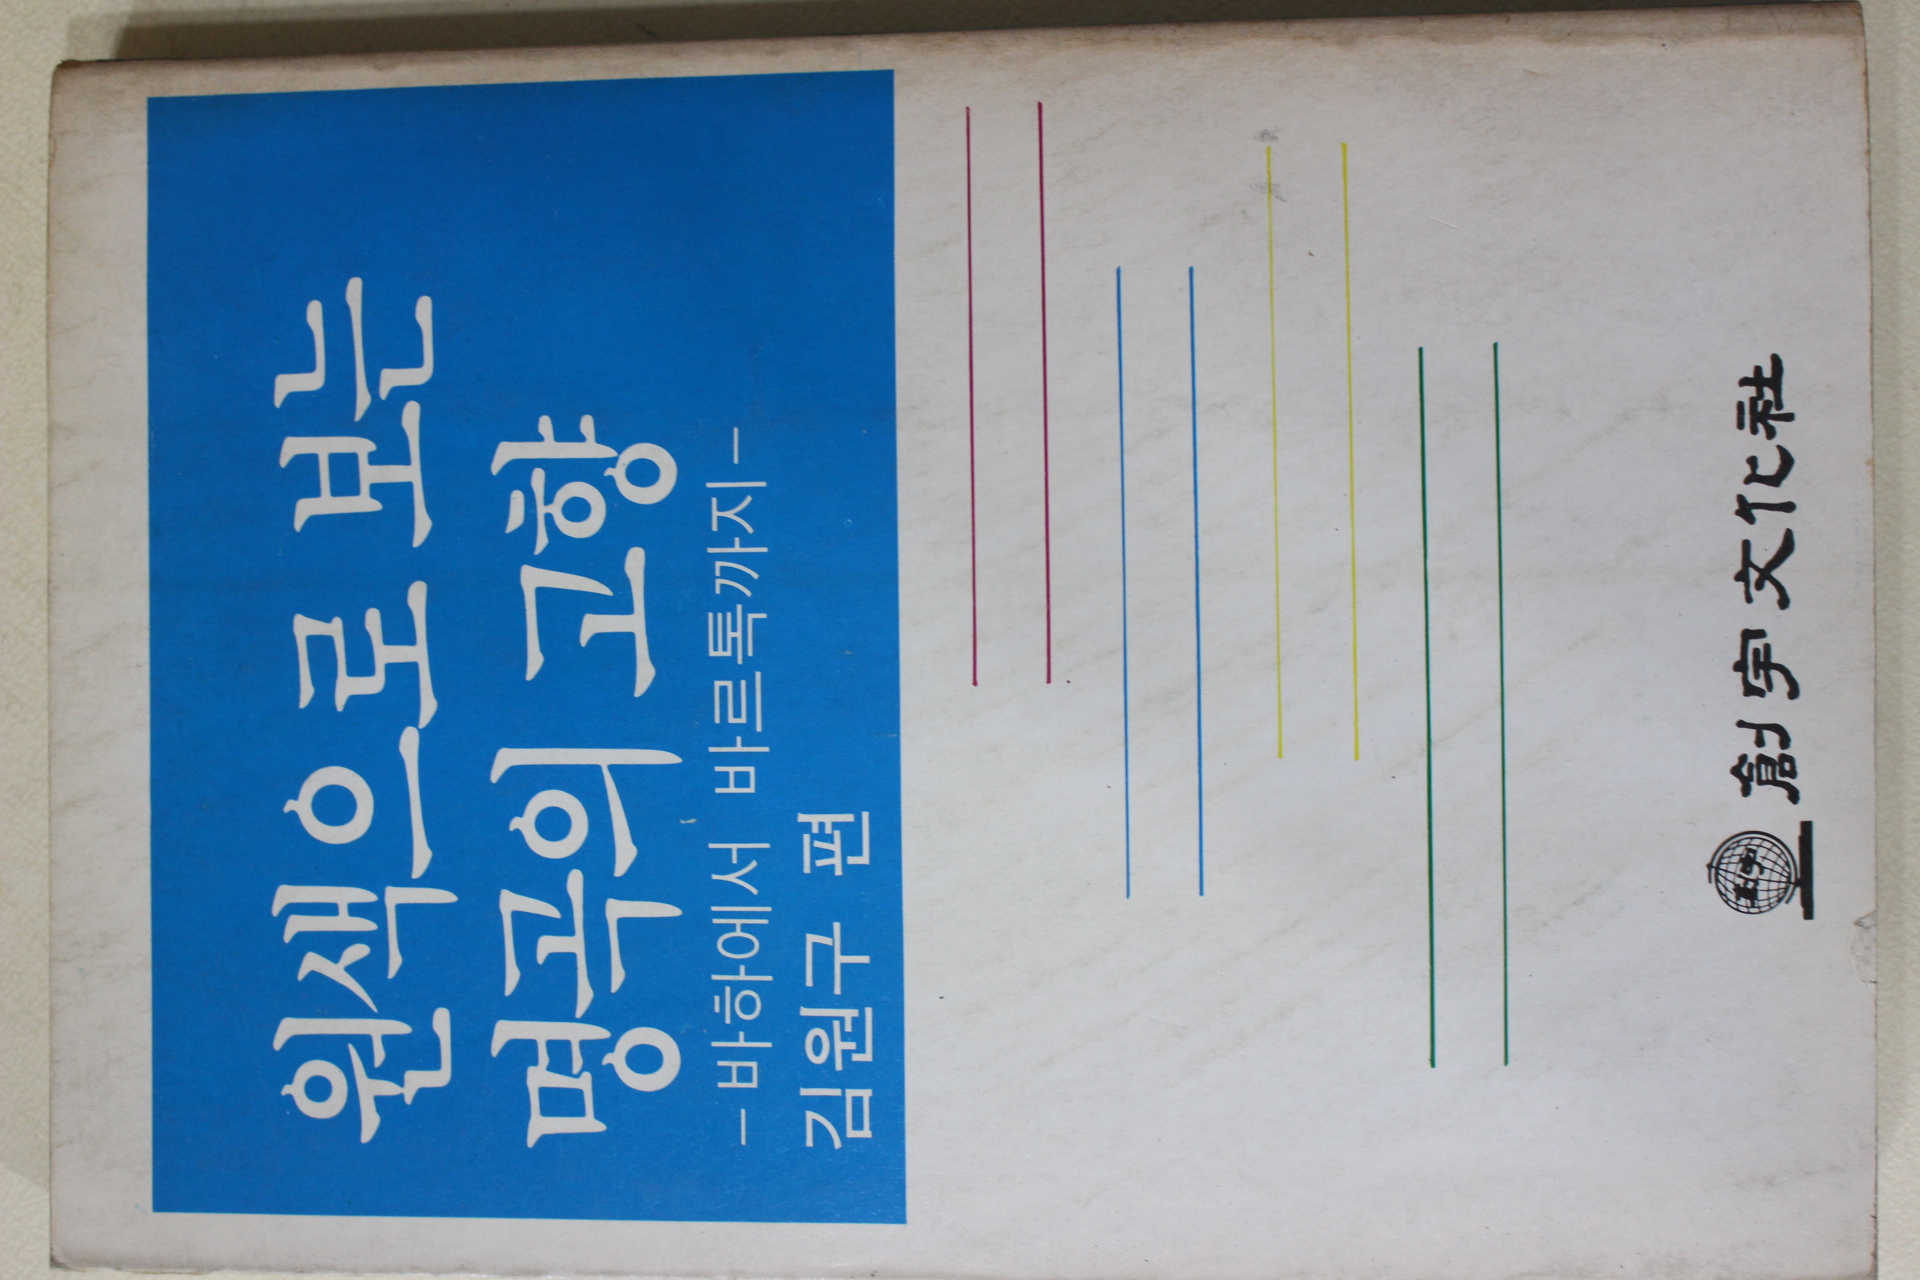 원색으로 보는
명곡의 고향
-바하에서 바르톡까지-
김원구 편
創宇文化社